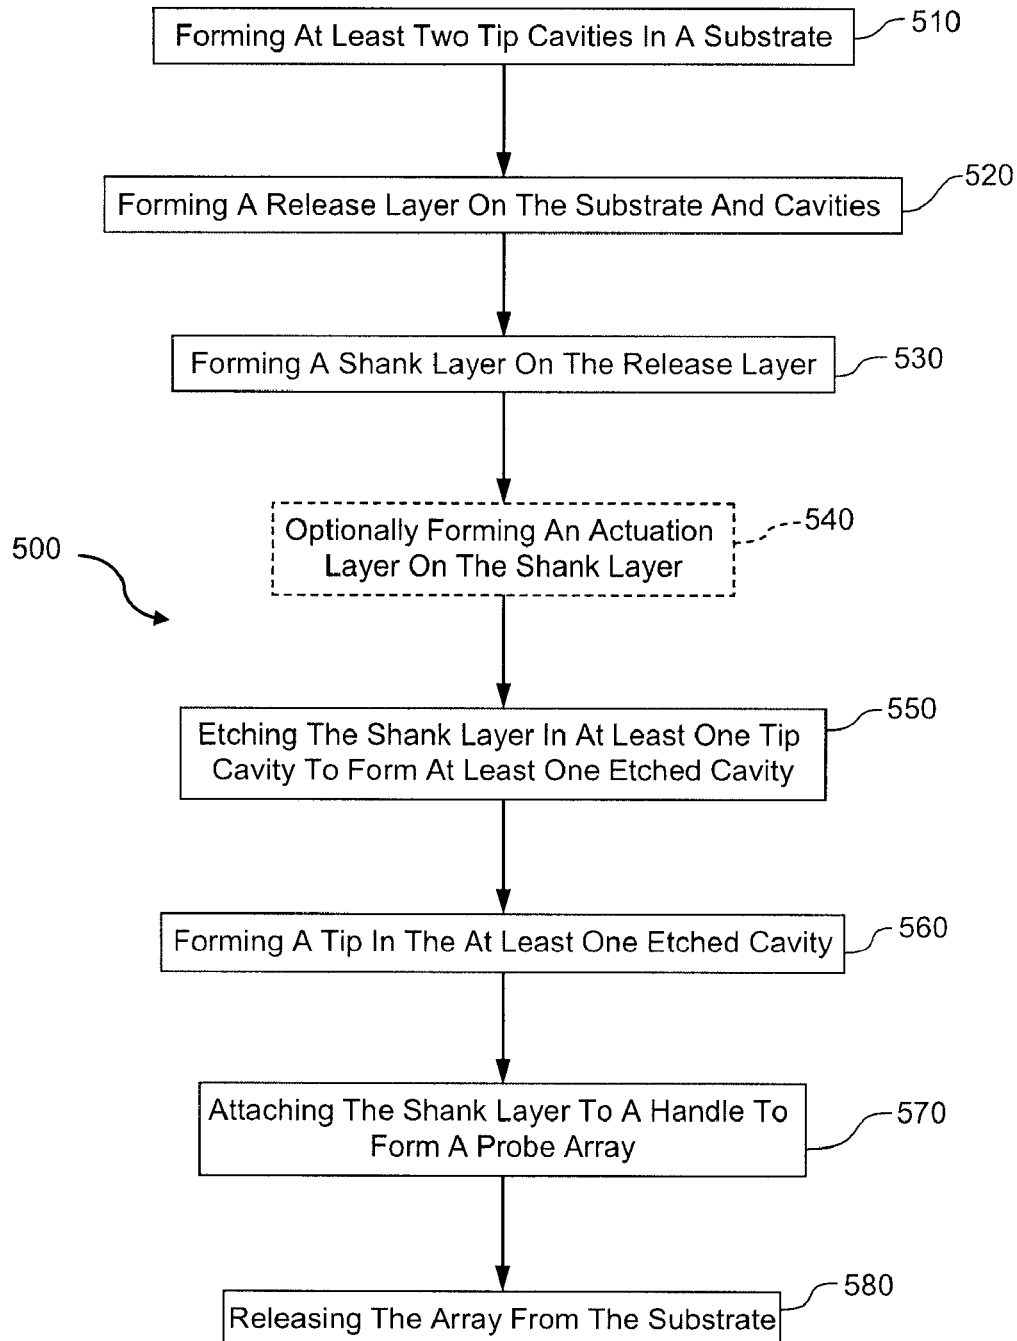 Forming At Least Two Tip Cavities In A Substrate
510
Forming A Release Layer On The Substrate And Cavities
520
Forming A Shank Layer On The Release Layer
530
Optionally Forming An Actuation
Layer On The Shank Layer
540
500
Etching The Shank Layer In At Least One Tip
Cavity To Form At Least One Etched Cavity
550
Forming A Tip In The At Least One Etched Cavity
560
Attaching The Shank Layer To A Handle To
Form A Probe Array
570
Releasing The Array From The Substrate
580